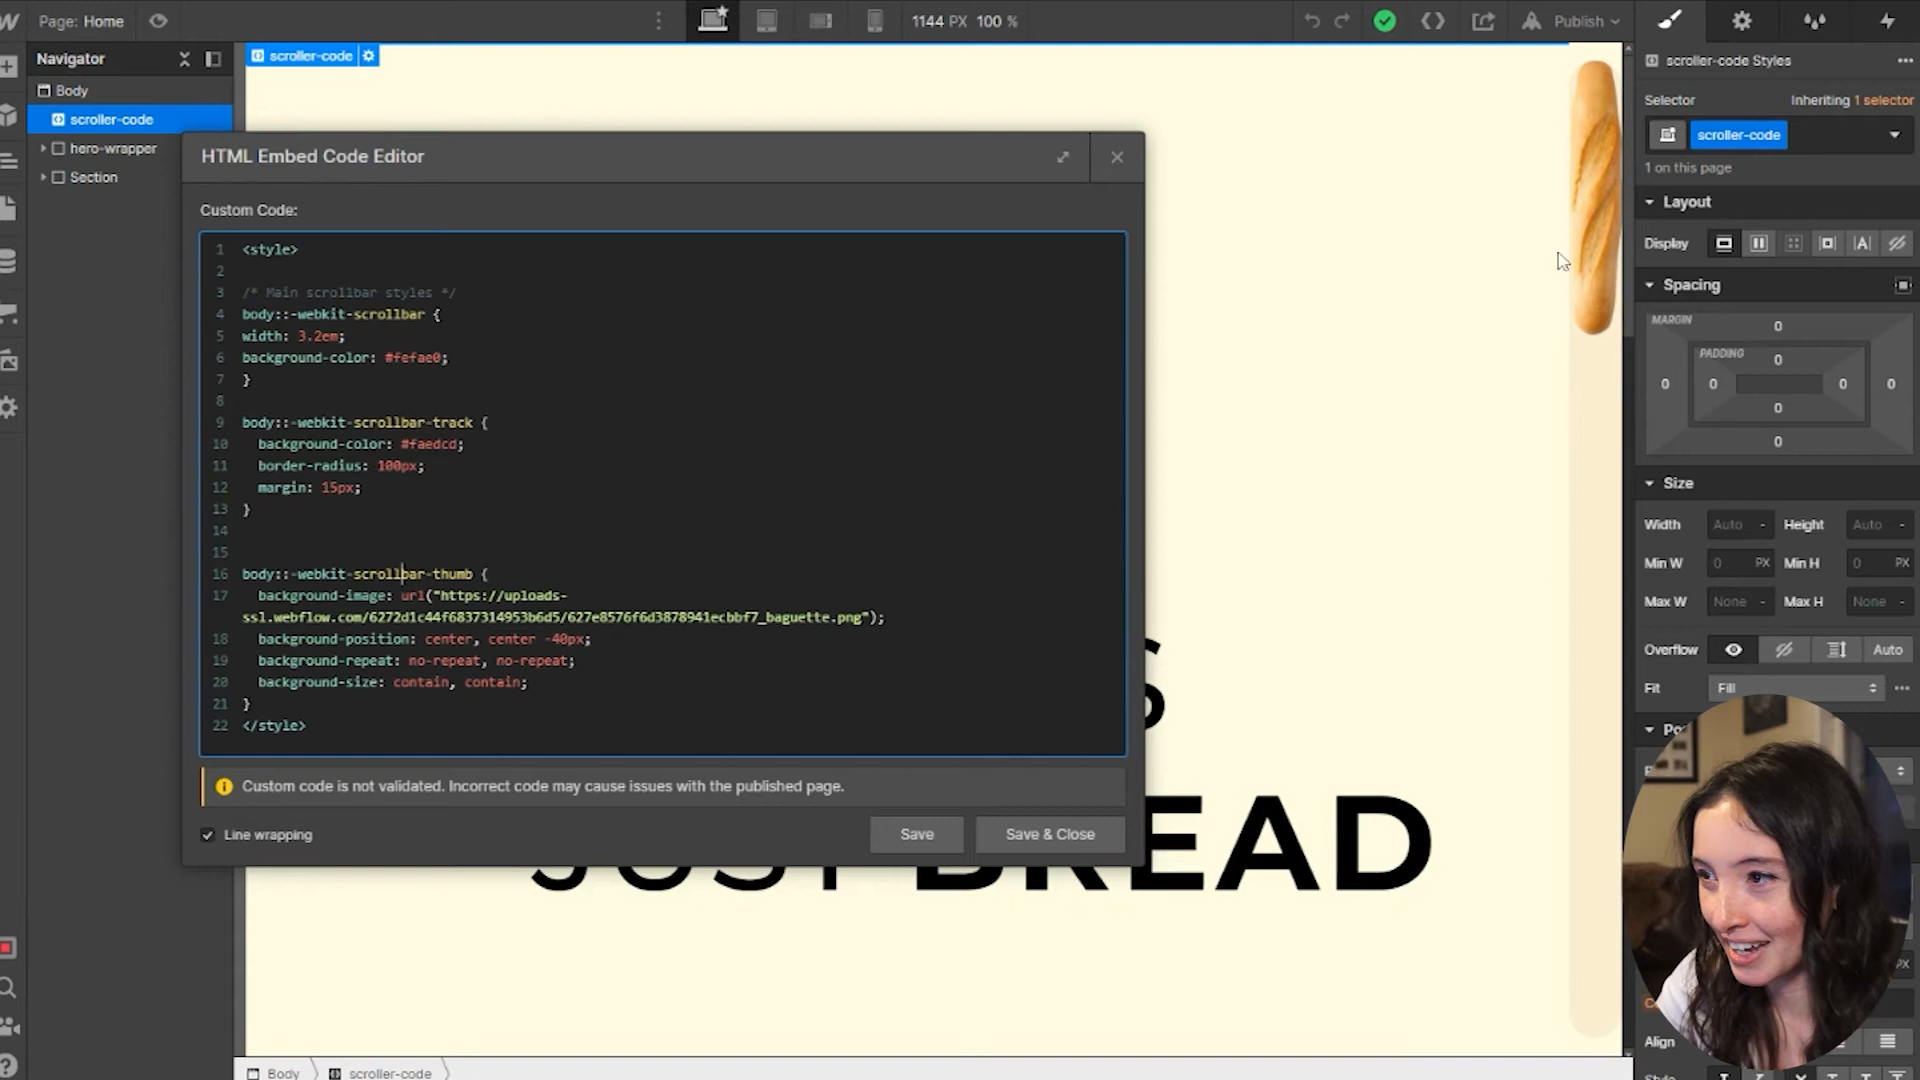 Page: Home
1144 PX 100 %
Publish
Navigator
Body
scroller-code
hero-wrapper
Section
scroller-code
HTML Embed Code Editor
Custom Code:
1 <style>
2
3 /* Main scrollbar styles */
4 body::-webkit-scrollbar {
5 width: 3.2em;
6 background-color: #fefae0;
7 }
8
9 body::-webkit-scrollbar-track {
10 background-color: #faedcd;
11 border-radius: 100px;
12 margin: 15px;
13 }
14
15
16 body::-webkit-scrollbar-thumb {
17 background-image: url("https://uploads-
ssl.webflow.com/6272d1c44f6837314953b6d5/627e8576f6d3878941ecbbf7_baguette.png");
18 background-position: center, center -40px;
19 background-repeat: no-repeat, no-repeat;
20 background-size: contain, contain;
21 }
22 </style>
Custom code is not validated. Incorrect code may cause issues with the published page.
Line wrapping
Save
Save & Close
JUST BREAD
Body
scroller-code
scroller-code Styles
Selector
Inheriting 1 selector
scroller-code
1 on this page
Layout
Display
Spacing
MARGIN
0
PADDING
0
0 0 0 0
0
0
Size
Width Auto - Height Auto -
Min W 0 PX Min H 0 PX
Max W None - Max H None -
Overflow Auto
Fit Fill
PX
Align
Style